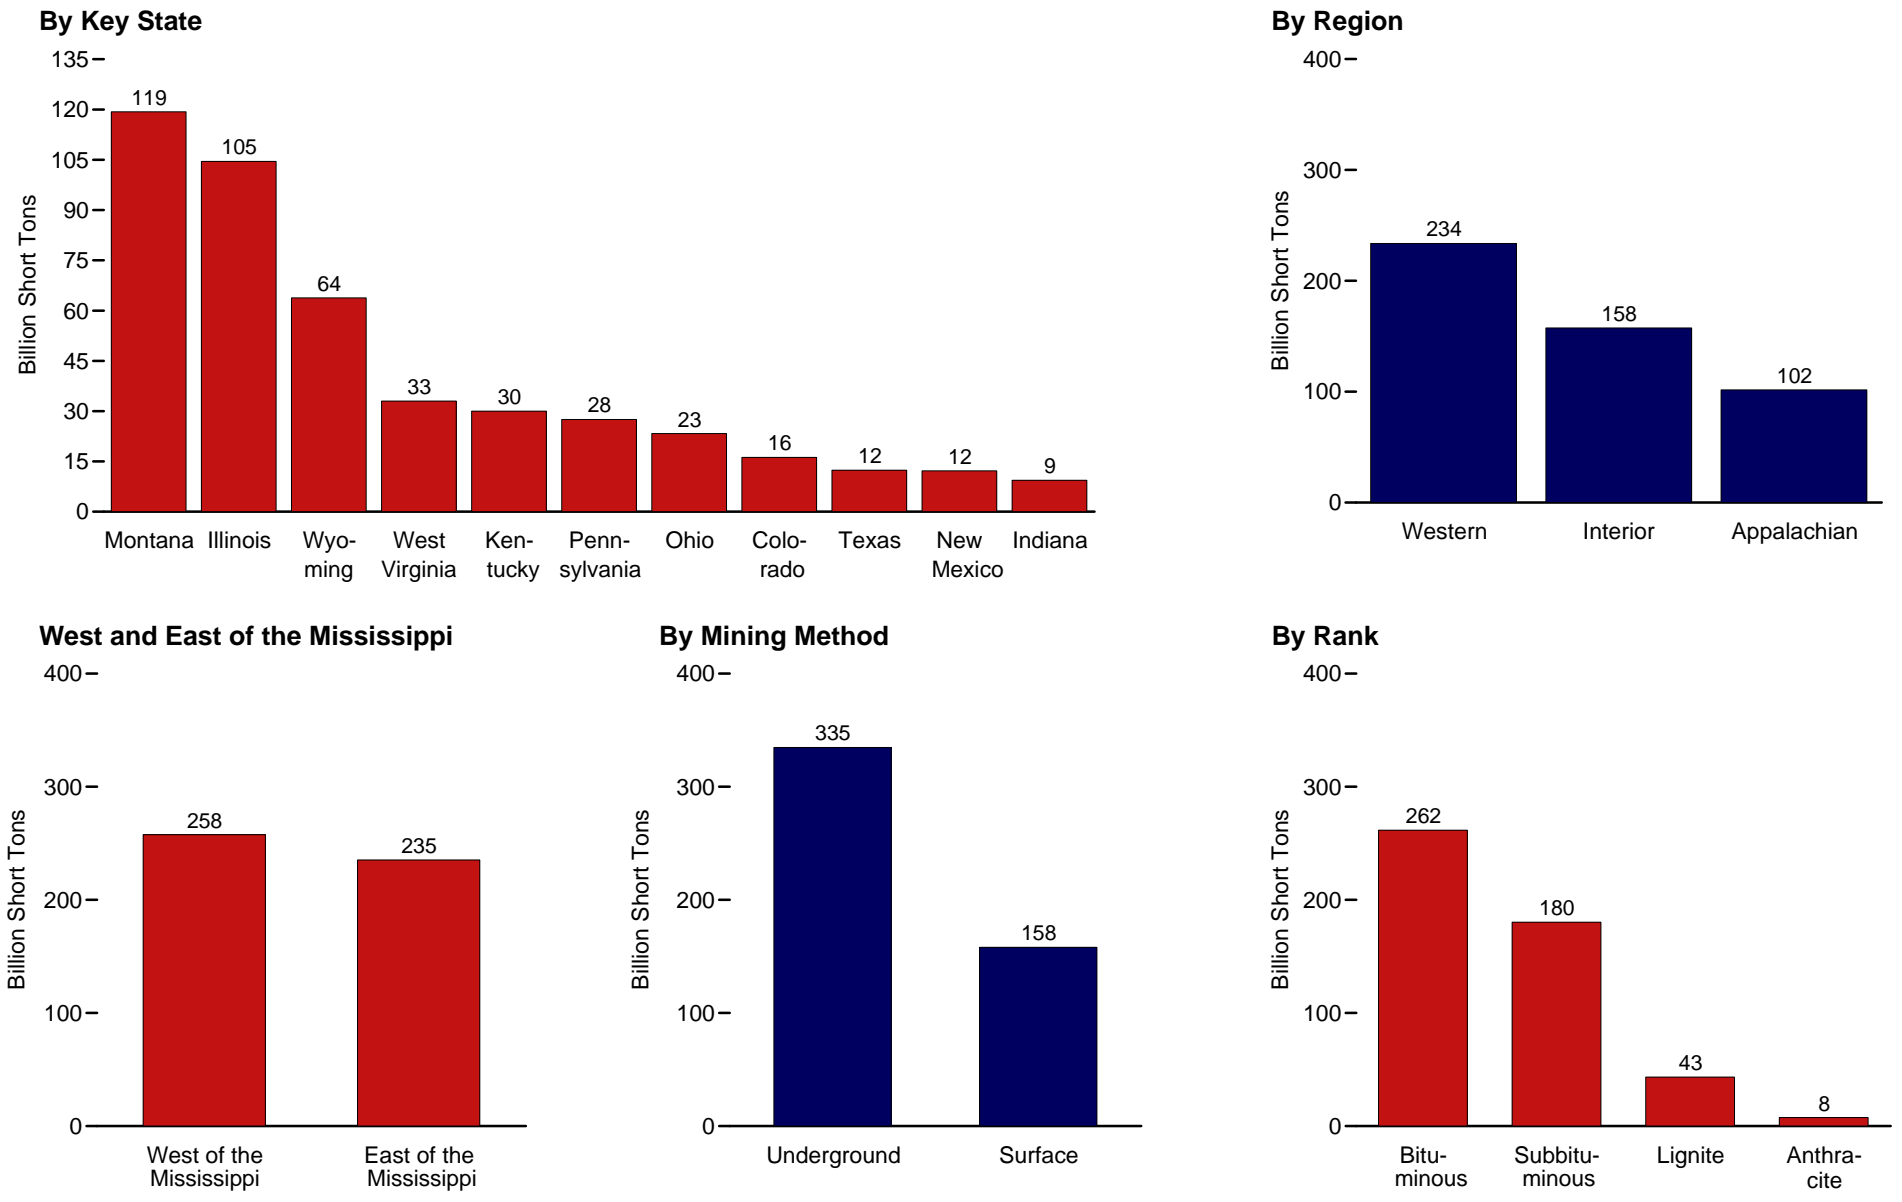 By Key State
135
120
105
90
75
60
45
30
15
0
Billion Short Tons
119
105
64
33
30
28
23
16
12
12
9
Montana Illinois Wyo- West Ken- Penn- Ohio Colo- Texas New Indiana
ming Virginia tucky sylvania rado Mexico
By Region
400
300
200
100
0
Billion Short Tons
234
158
102
Western Interior Appalachian
West and East of the Mississippi
400
300
200
100
0
Billion Short Tons
258
235
West of the East of the
Mississippi Mississippi
By Mining Method
400
300
200
100
0
Billion Short Tons
335
158
Underground Surface
By Rank
400
300
200
100
0
Billion Short Tons
262
180
43
8
Bitu- Subbitu- Lignite Anthra-
minous minous cite